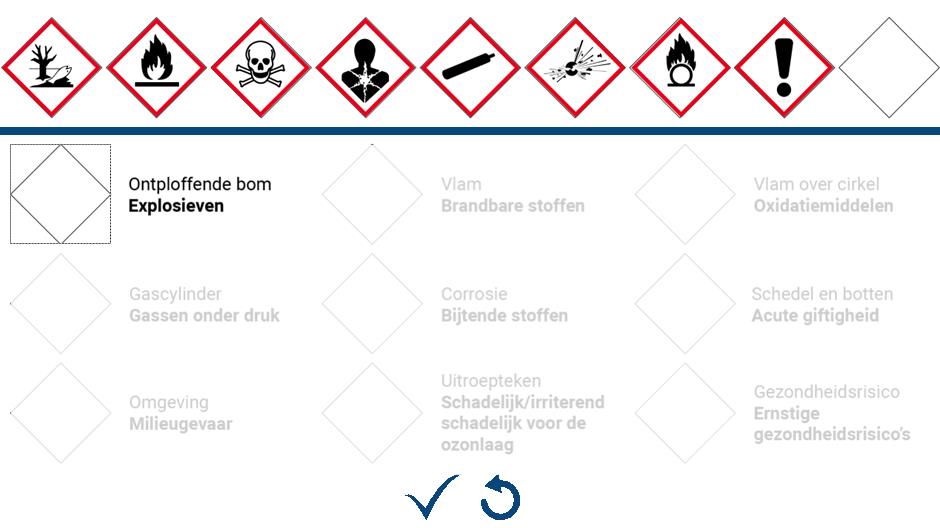 Ontploffende bom
Explosieven
Vlam
Brandbare stoffen
Vlam over cirkel
Oxidatiemiddelen
Gascylinder
Gassen onder druk
Corrosie
Bijtende stoffen
Schedel en botten
Acute giftigheid
Omgeving
Milieugevaar
Uitroepteken
Schadelijk/irriterend
schadelijk voor de
ozonlaag
Gezondheidsrisico
Ernstige
gezondheidsrisico's